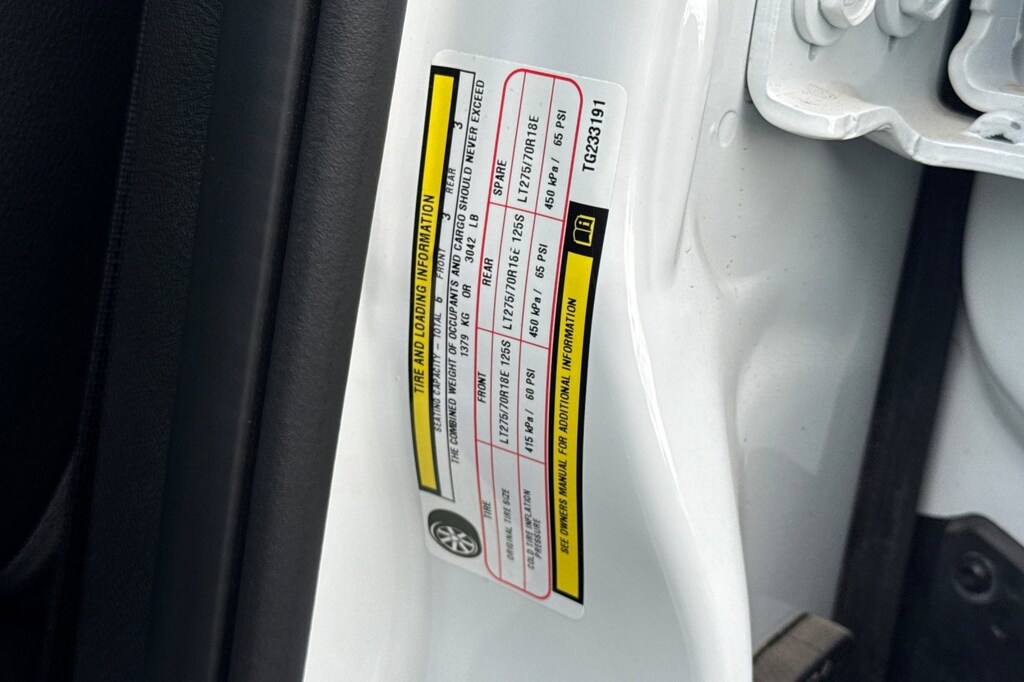 TIRE AND LOADING INFORMATION
SEATING CAPACITY - TOTAL 6 FRONT 3 REAR 3
THE COMBINED WEIGHT OF OCCUPANTS AND CARGO SHOULD NEVER EXCEED
1379 KG OR 3042 LB
TIRE FRONT REAR SPARE
ORIGINAL TIRE SIZE LT275/70R18E 125S LT275/70R18E 125S LT275/70R18E
COLD TIRE INFLATION PRESSURE 415 kPa / 60 PSI 450 kPa / 65 PSI 450 kPa / 65 PSI
SEE OWNERS MANUAL FOR ADDITIONAL INFORMATION
TG233191